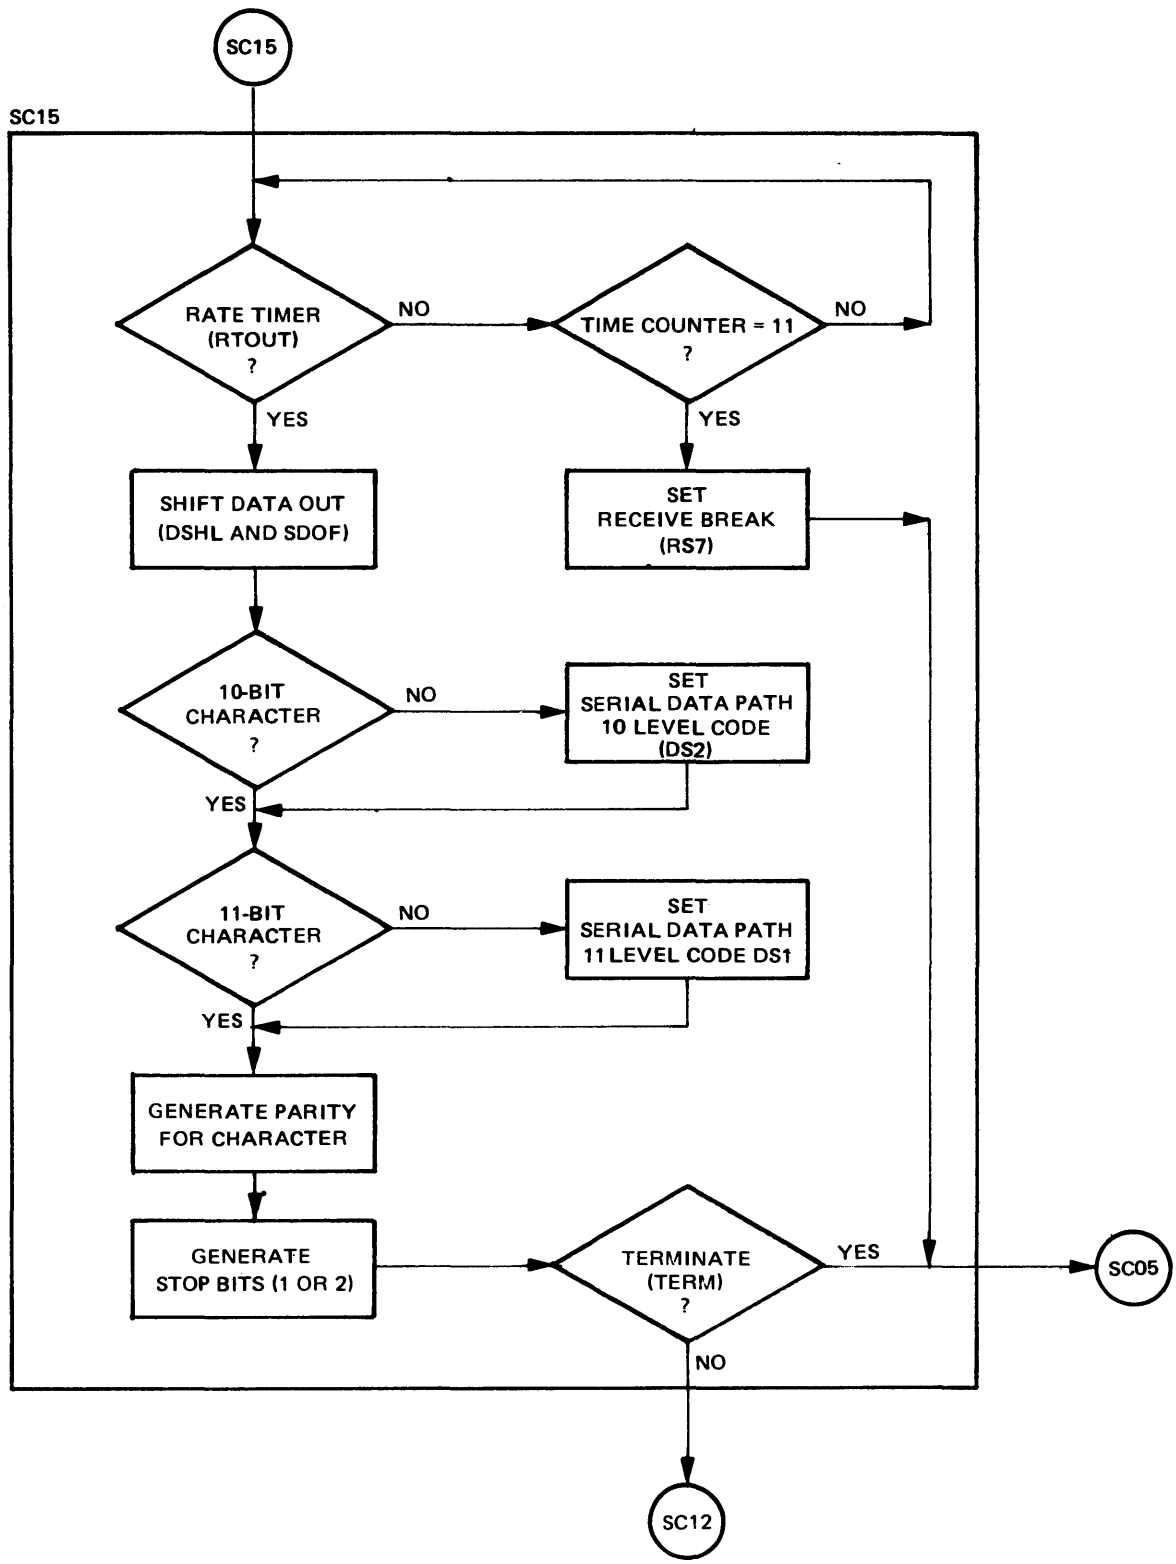 SC15
SC15
RATE TIMER
(RTOUT)
?
NO
TIME COUNTER = 11
?
NO
YES
YES
SHIFT DATA OUT
(DSHL AND SDOF)
SET
RECEIVE BREAK
(RS7)
10-BIT
CHARACTER
?
NO
SET
SERIAL DATA PATH
10 LEVEL CODE
(DS2)
YES
11-BIT
CHARACTER
?
NO
SET
SERIAL DATA PATH
11 LEVEL CODE DS1
YES
GENERATE PARITY
FOR CHARACTER
GENERATE
STOP BITS (1 OR 2)
TERMINATE
(TERM)
?
YES
SC05
NO
SC12